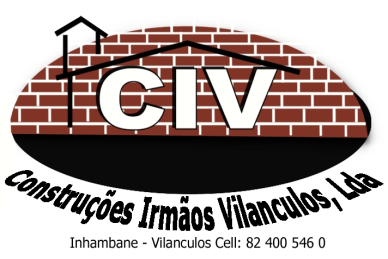 CIV
Construções Irmãos Vilanculos, Lda
Inhambane - Vilanculos Cell: 82 400 546 0